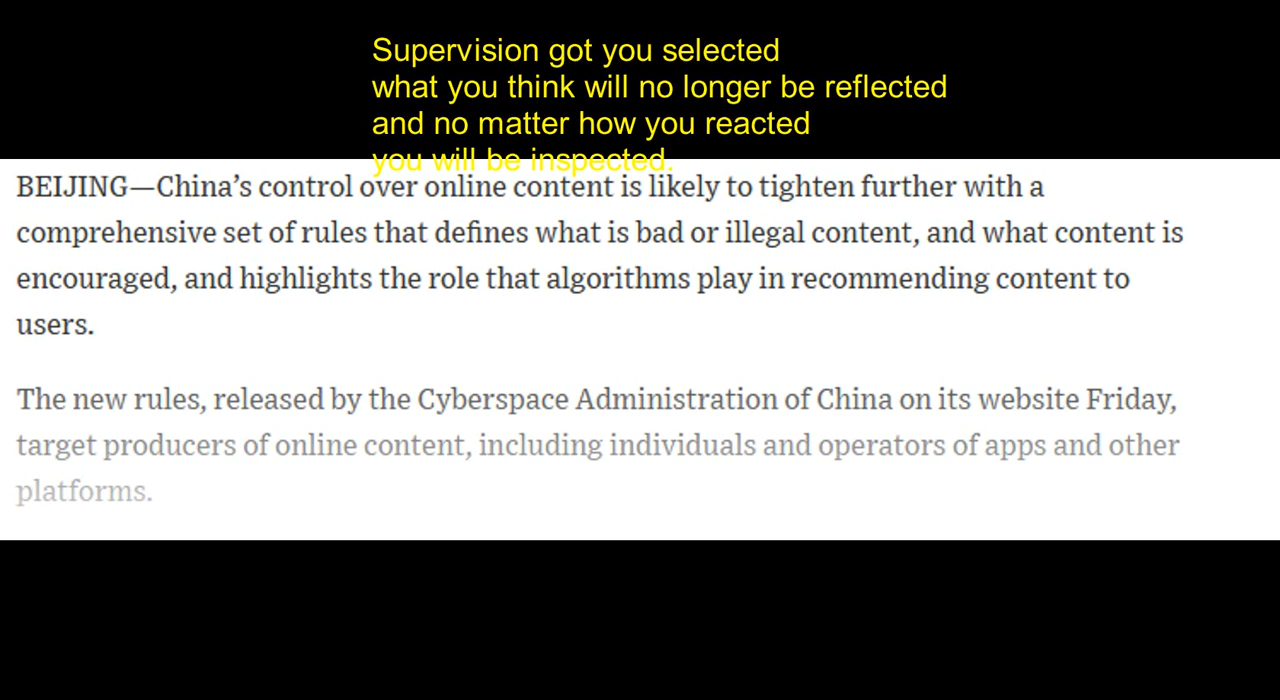 Supervision got you selected
what you think will no longer be reflected
and no matter how you reacted
you will be inspected.
BEIJING—China’s control over online content is likely to tighten further with a
comprehensive set of rules that defines what is bad or illegal content, and what content is
encouraged, and highlights the role that algorithms play in recommending content to
users.
The new rules, released by the Cyberspace Administration of China on its website Friday,
target producers of online content, including individuals and operators of apps and other
platforms.